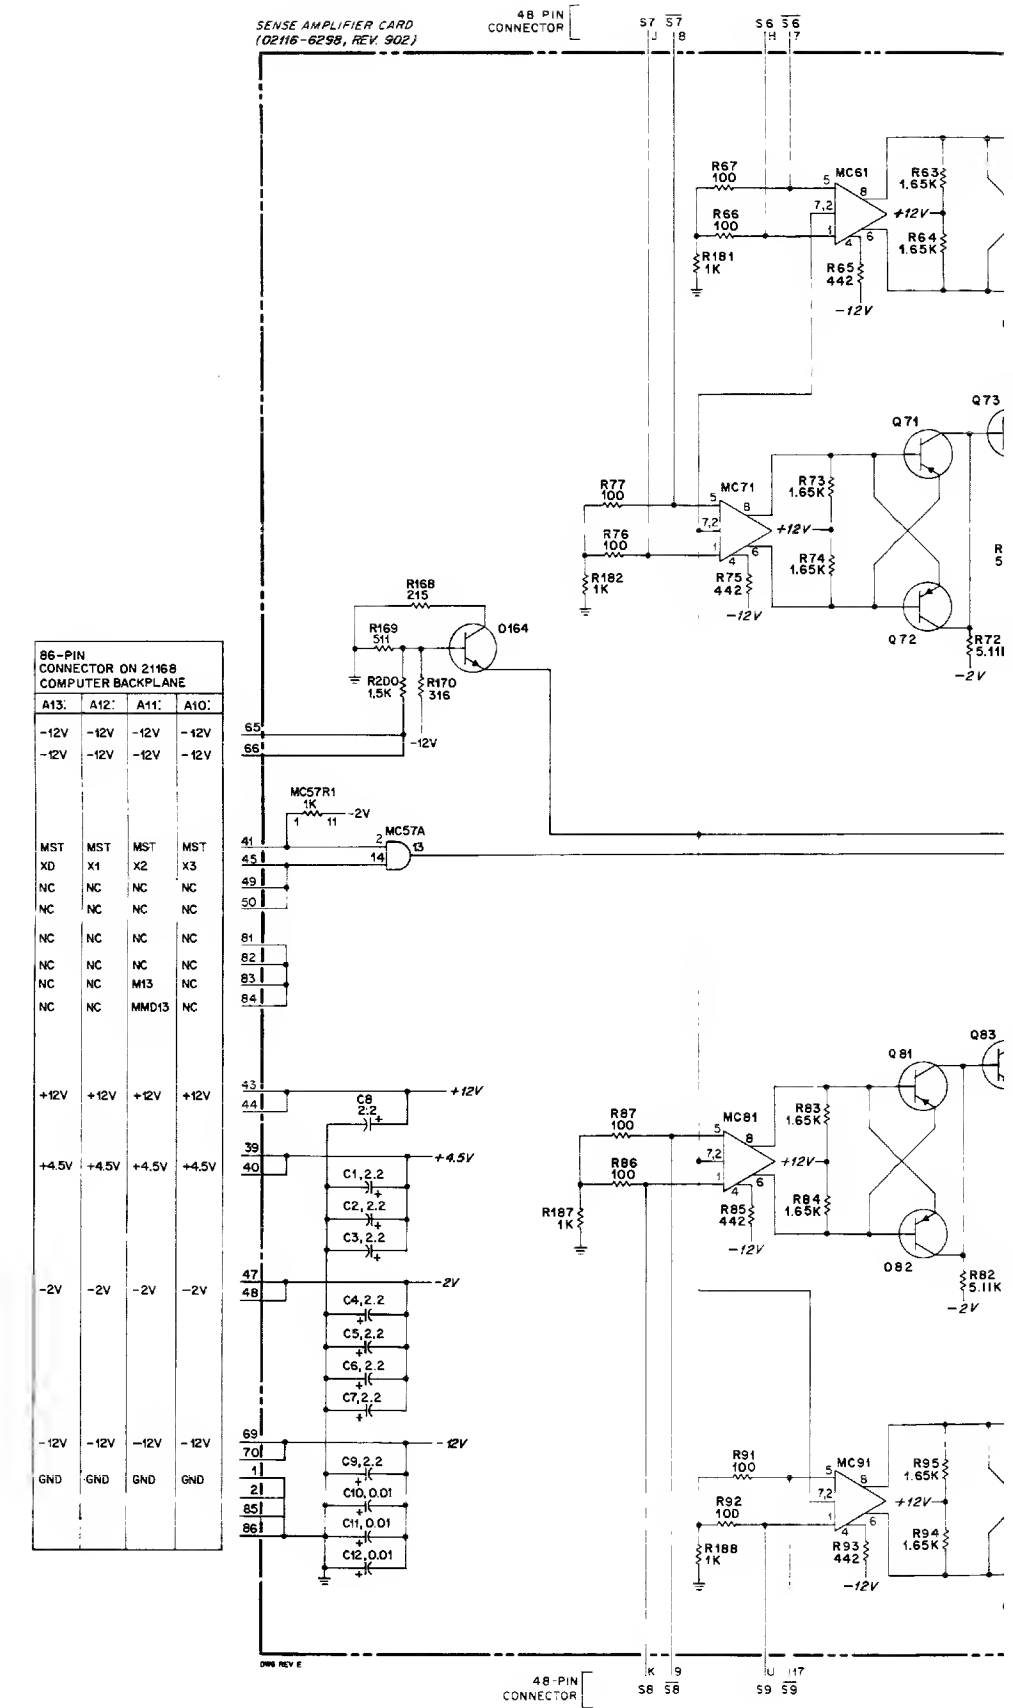 SENSE AMPLIFIER CARD
(02116-6298, REV. 902)
48 PIN
CONNECTOR
S7 S7
J 8
S6 S6
H 7
R67
100
5
MC61
8
R63
1.65K
7,2
+12V
R66
100
1
4
6
R64
1.65K
R181
1K
R65
442
-12V
Q73
Q71
R77
100
MC71
5
8
R73
1.65K
7,2
+12V
R76
100
1
4
6
R74
1.65K
R
5
R182
1K
R75
442
-12V
Q72
R72
5.11
-2V
R168
215
R169
511
Q164
R200
1.5K
R170
316
-12V
86-PIN
CONNECTOR ON 2116B
COMPUTER BACKPLANE
A13: A12: A11: A10:
-12V -12V -12V -12V 65
-12V -12V -12V -12V 66
MC57R1
1K
1 11 -2V
MC57A
MST MST MST MST 41 2 13
X0 X1 X2 X3 45 14
NC NC NC NC 49
NC NC NC NC 50
NC NC NC NC 81
NC NC NC NC 82
NC NC M13 NC 83
NC NC MMD13 NC 84
Q83
Q81
+12V +12V +12V +12V 43 +12V
44
C8
2.2
+
R87
100
MC81
5
8
R83
1.65K
+4.5V +4.5V +4.5V +4.5V 39 +4.5V
40
7,2
+12V
C1, 2.2
+
C2, 2.2
+
C3, 2.2
+
R86
100
1
4
6
R84
1.65K
R187
1K
R85
442
-12V
Q82
R82
5.11K
-2V
-2V -2V -2V -2V 47 -2V
48
C4, 2.2
+
C5, 2.2
+
C6, 2.2
+
C7, 2.2
+
-12V -12V -12V -12V 69 -12V
70
GND GND GND GND 1
2
85
86
C9, 2.2
+
C10, 0.01
+
C11, 0.01
+
C12, 0.01
+
R91
100
MC91
5
8
R95
1.65K
7,2
+12V
R92
100
1
4
6
R94
1.65K
R188
1K
R93
442
-12V
DWG REV E
48-PIN
CONNECTOR
K 9
S8 S8
U 17
S9 S9